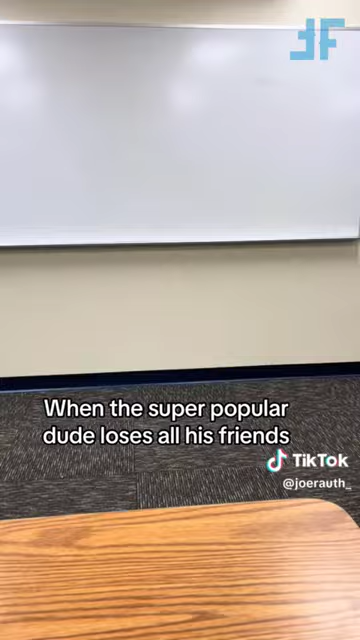 When the super popular
dude loses all his friends
TikTok
@joerauth_